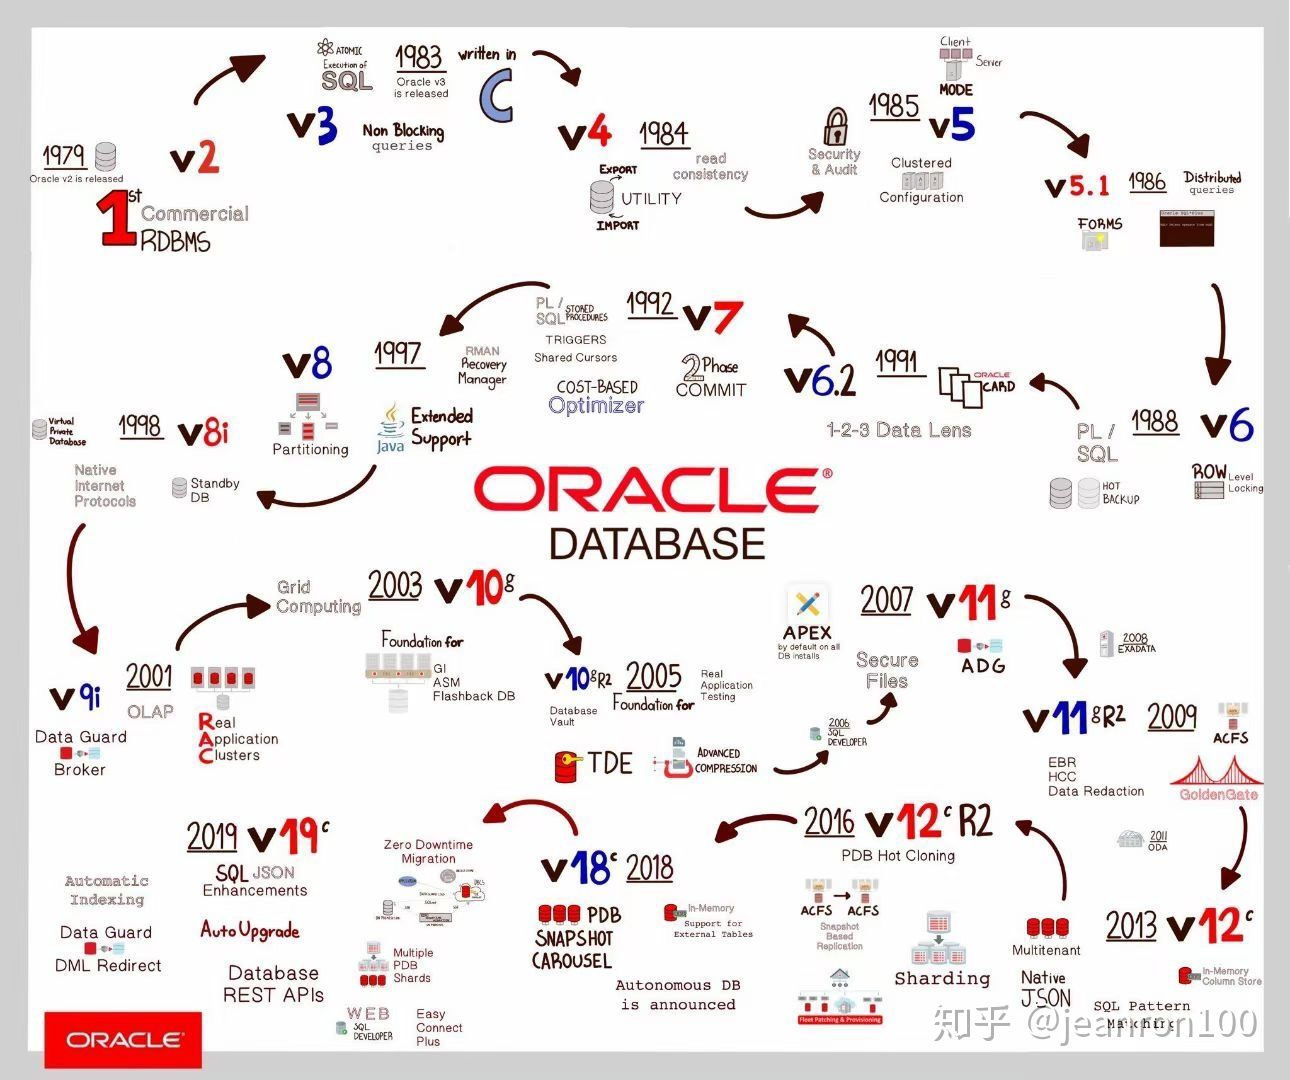 1979
Oracle v2 is released
v2
1st
Commercial
RDBMS
v3
ATOMIC
Execution of
SQL
1983
Oracle v3
is released
written in
C
Non Blocking
queries
v4
1984
read
consistency
EXPORT
UTILITY
IMPORT
Security
& Audit
1985
v5
Client
Server
MODE
Clustered
Configuration
v5.1
1986
Distributed
queries
FORMS
v6
1988
PL /
SQL
HOT
BACKUP
ROW Level
Locking
v6.2
1991
ORACLE
CARD
1-2-3 Data Lens
v7
1992
PL /
SQL
STORED
PROCEDURES
TRIGGERS
Shared Cursors
COST-BASED
Optimizer
2 Phase
COMMIT
v8
1997
RMAN
Recovery
Manager
Partitioning
Java
Extended
Support
Virtual
Private
Database
1998
v8i
Native
Internet
Protocols
Standby
DB
ORACLE®
DATABASE
v9i
2001
OLAP
Data Guard
Broker
Real
Application
Clusters
Grid
Computing
2003
v10g
Foundation for
GI
ASM
Flashback DB
v10gR2
2005
Database
Vault
Foundation for
Real
Application
Testing
TDE
ADVANCED
COMPRESSION
2006
SQL
DEVELOPER
APEX
by default on all
DB installs
2007
v11g
Secure
Files
ADG
2008
EXADATA
v11gR2
2009
ACFS
EBR
HCC
Data Redaction
GoldenGate
2011
ODA
2013
v12c
In-Memory
Column Store
SQL Pattern
Matching
Multitenant
Native
JSON
2016
v12c R2
PDB Hot Cloning
ACFS
ACFS
Snapshot
Based
Replication
Sharding
Fleet Patching & Provisioning
v18c
2018
PDB
SNAPSHOT
CAROUSEL
In-Memory
Support for
External Tables
Autonomous DB
is announced
2019
v19c
SQL JSON
Enhancements
Zero Downtime
Migration
Automatic
Indexing
AutoUpgrade
Data Guard
DML Redirect
Database
REST APIs
Multiple
PDB
Shards
WEB
SQL
DEVELOPER
Easy
Connect
Plus
ORACLE
知乎 @jeanron100